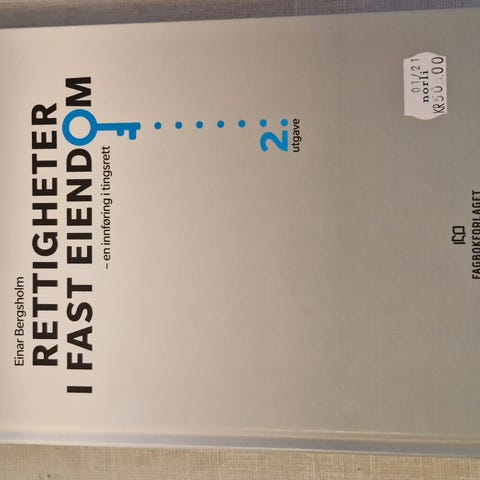 Einar Bergsholm
RETTIGHETER
I FAST EIENDOM
– en innføring i tingsrett
2.
utgave
FAGBOKFORLAGET
01/21
norli